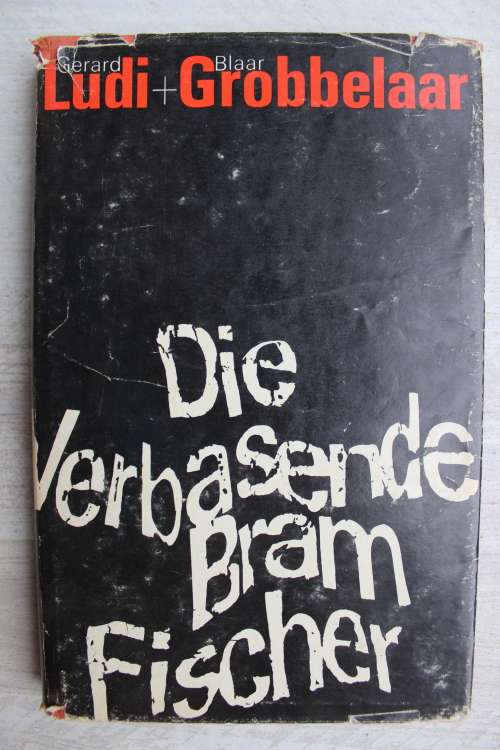 Gerard Blaar
Ludi + Grobbelaar
Die
Verbasende
Bram
Fischer